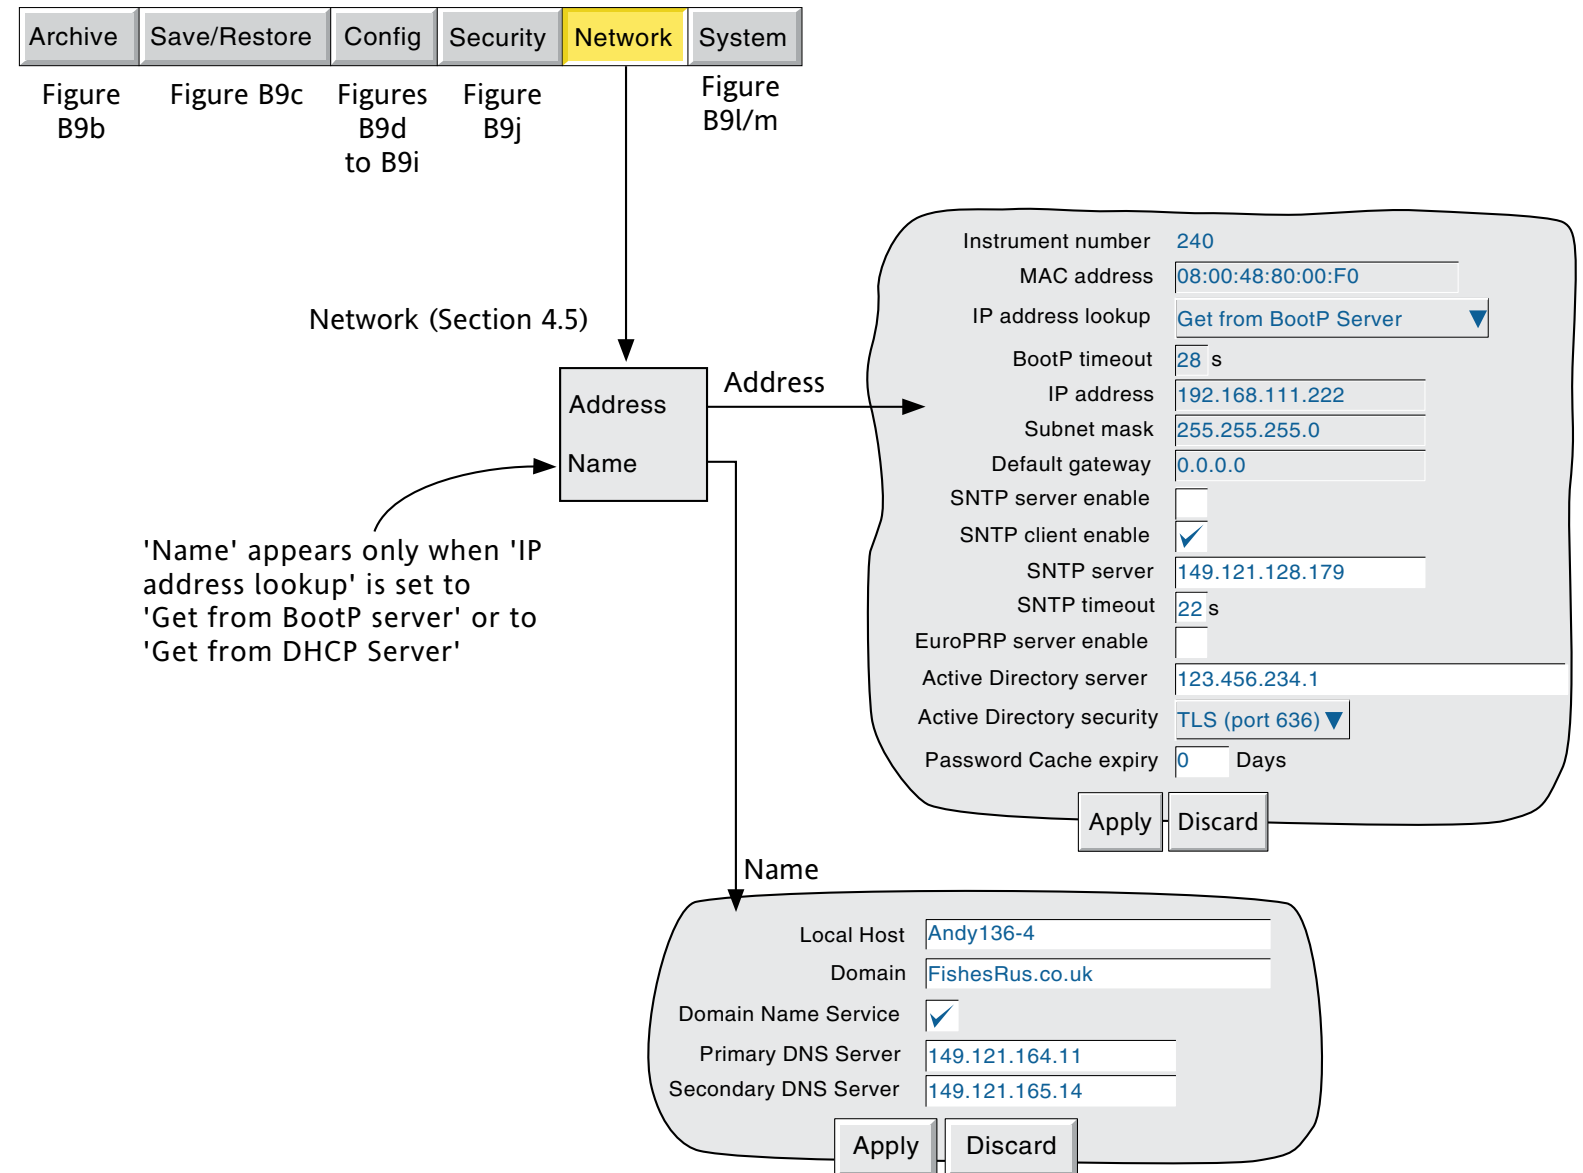 Archive Save/Restore Config Security Network System
Figure B9b
Figure B9c
Figures B9d to B9i
Figure B9j
Figure B9l/m
Network (Section 4.5)
Address
Name
Address
'Name' appears only when 'IP
address lookup' is set to
'Get from BootP server' or to
'Get from DHCP Server'
Instrument number 240
MAC address 08:00:48:80:00:F0
IP address lookup Get from BootP Server
BootP timeout 28 s
IP address 192.168.111.222
Subnet mask 255.255.255.0
Default gateway 0.0.0.0
SNTP server enable
SNTP client enable
SNTP server 149.121.128.179
SNTP timeout 22 s
EuroPRP server enable
Active Directory server 123.456.234.1
Active Directory security TLS (port 636)
Password Cache expiry 0 Days
Apply Discard
Name
Local Host Andy136-4
Domain FishesRus.co.uk
Domain Name Service
Primary DNS Server 149.121.164.11
Secondary DNS Server 149.121.165.14
Apply Discard